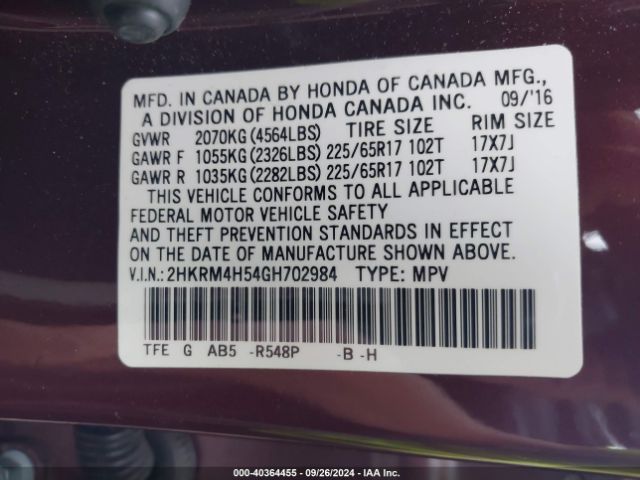 MFD. IN CANADA BY HONDA OF CANADA MFG.,
A DIVISION OF HONDA CANADA INC. 09/'16
GVWR 2070KG(4564LBS) TIRE SIZE RIM SIZE
GAWR F 1055KG(2326LBS) 225/65R17 102T 17X7J
GAWR R 1035KG(2282LBS) 225/65R17 102T 17X7J
THIS VEHICLE CONFORMS TO ALL APPLICABLE
FEDERAL MOTOR VEHICLE SAFETY
AND THEFT PREVENTION STANDARDS IN EFFECT
ON THE DATE OF MANUFACTURE SHOWN ABOVE.
V.I.N.: 2HKRM4H54GH702984 TYPE: MPV
TFE G AB5 -R548P -B -H
000-40364455 - 09/26/2024 - IAA Inc.